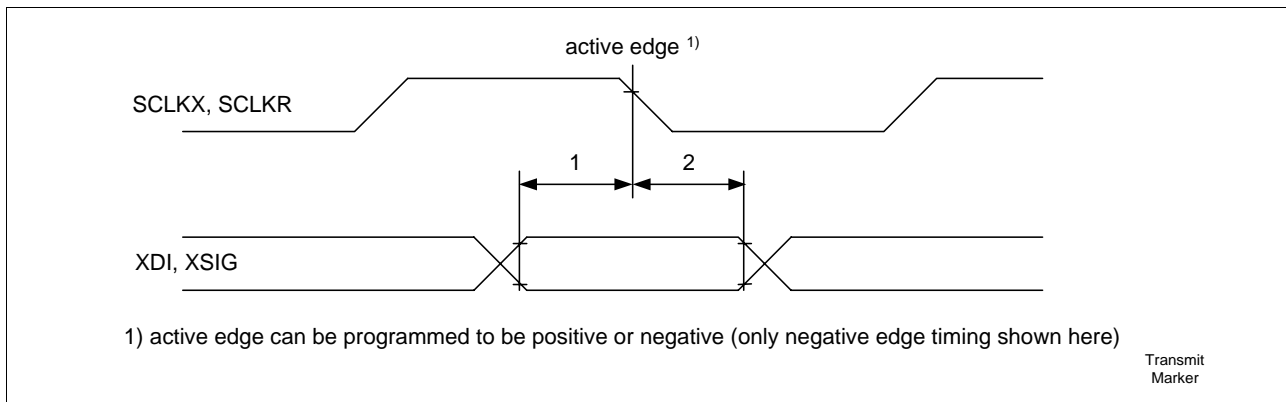 active edge 1)
SCLKX, SCLKR
1
2
XDI, XSIG
1) active edge can be programmed to be positive or negative (only negative edge timing shown here)
Transmit
Marker